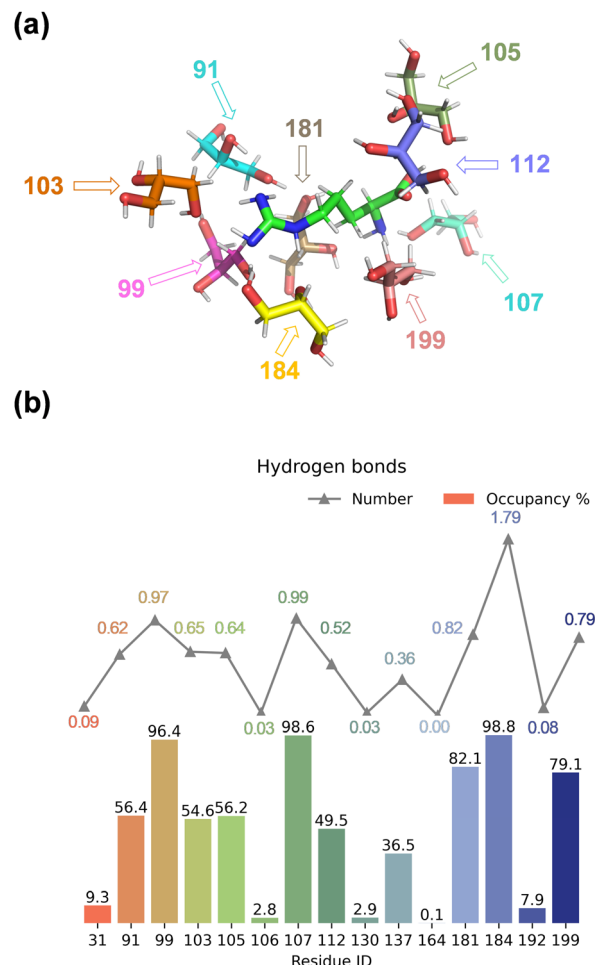 (a)
105
91
181
112
103
99
107
199
184
(b)
Hydrogen bonds
Number Occupancy %
1.79
0.97 0.99
0.62 0.65 0.64 0.82 0.79
0.52
0.36
0.09 0.03 0.03 0.00 0.08
96.4 98.6 98.8
82.1 79.1
56.4 54.6 56.2
49.5
36.5
9.3 2.8 2.9 0.1 7.9
31 91 99 103 105 106 107 112 130 137 164 181 184 192 199
Residue ID